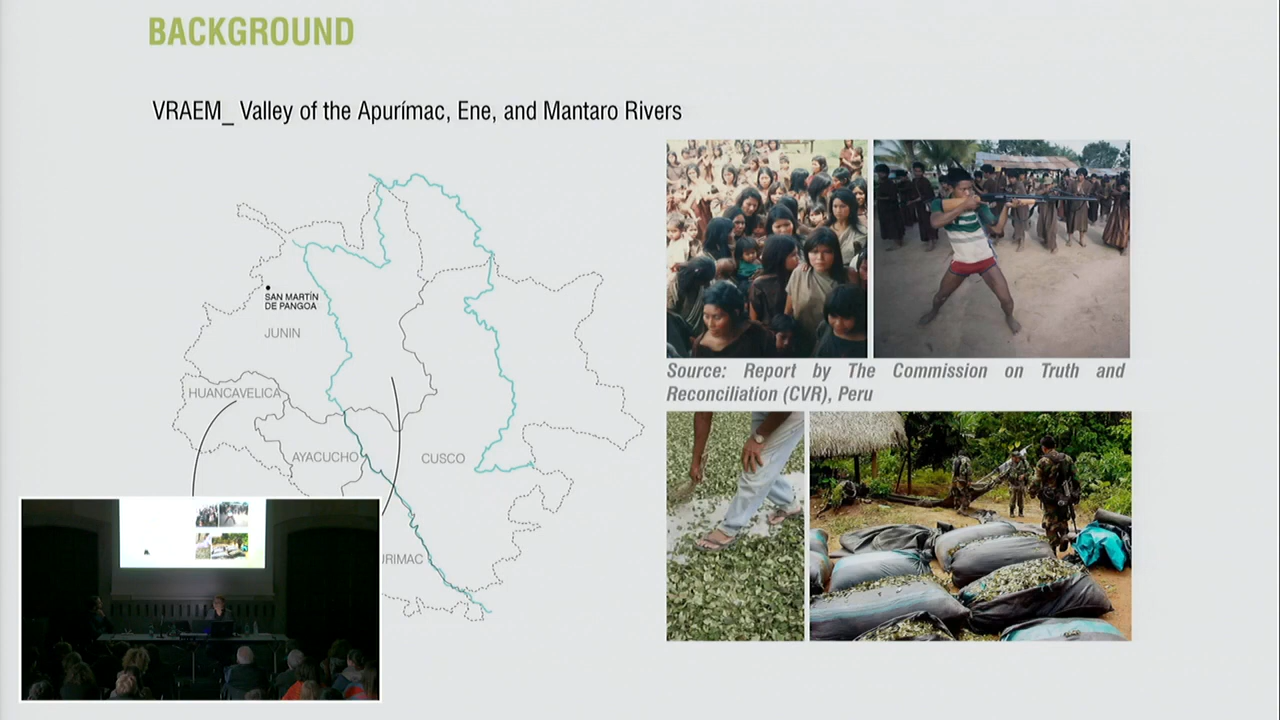 BACKGROUND
VRAEM_ Valley of the Apurímac, Ene, and Mantaro Rivers
SAN MARTÍN
DE PANGOA
JUNIN
HUANCAVELICA
AYACUCHO
CUSCO
URIMAC
Source: Report by The Commission on Truth and
Reconciliation (CVR), Peru